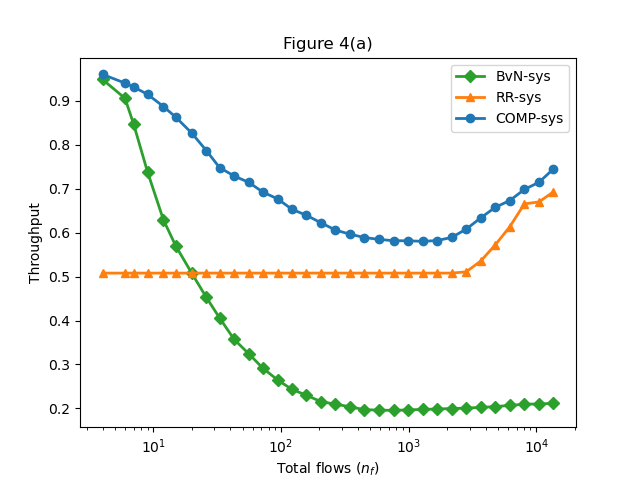 Figure 4(a)
BvN-sys
RR-sys
COMP-sys
Throughput
0.9
0.8
0.7
0.6
0.5
0.4
0.3
0.2
10¹ 10² 10³ 10⁴
Total flows (n_f)